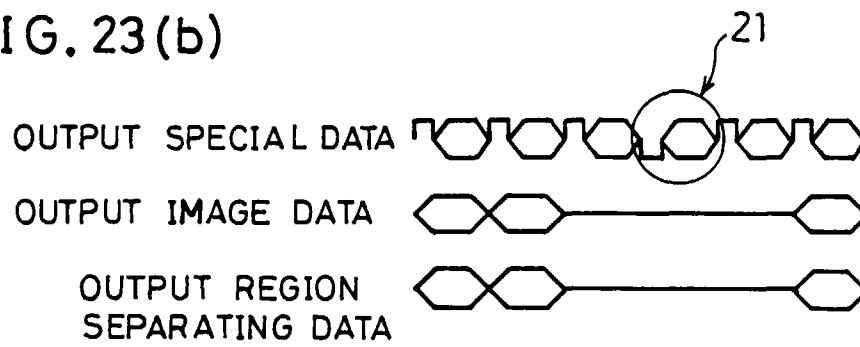 IG. 23(b)
21
OUTPUT SPECIAL DATA
OUTPUT IMAGE DATA
OUTPUT REGION
SEPARATING DATA